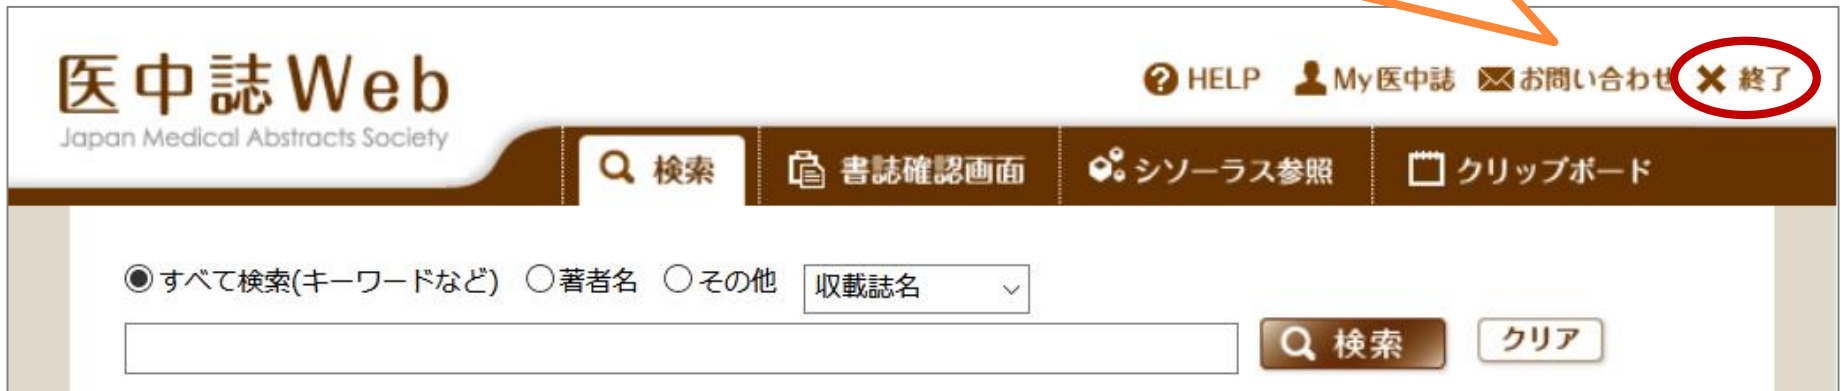 医中誌Web
Japan Medical Abstracts Society
HELP My医中誌 お問い合わせ 終了
検索 書誌確認画面 シソーラス参照 クリップボード
すべて検索(キーワードなど) 著者名 その他 収載誌名
検索 クリア